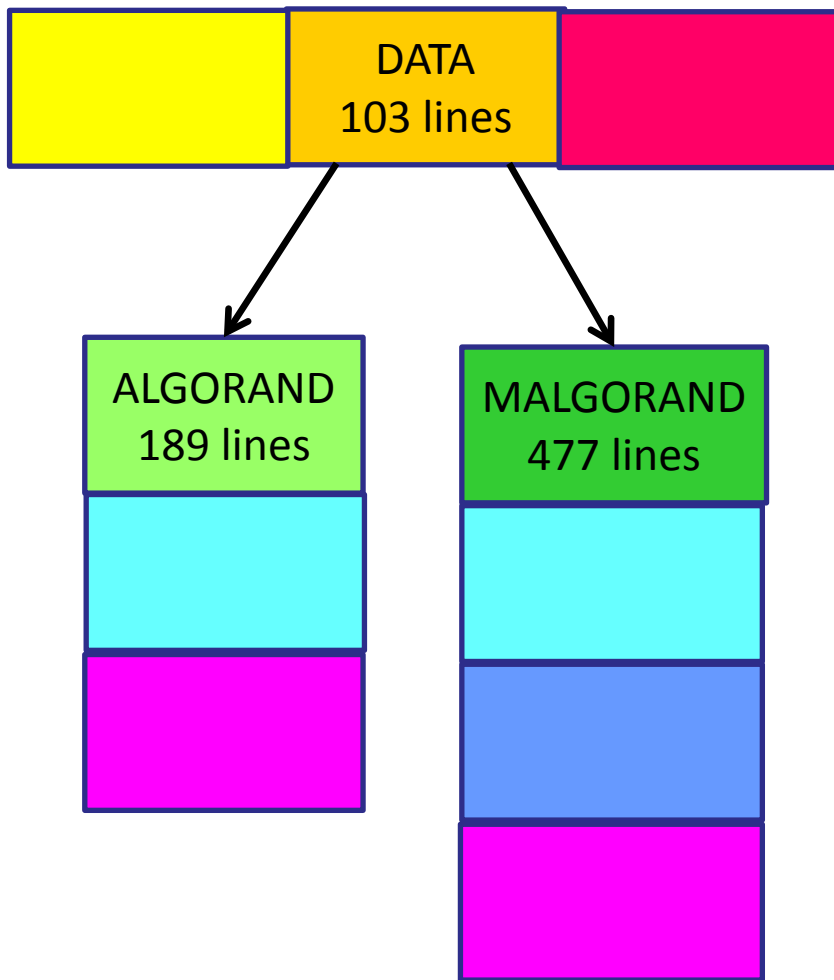 DATA
103 lines
ALGORAND
189 lines
MALGORAND
477 lines